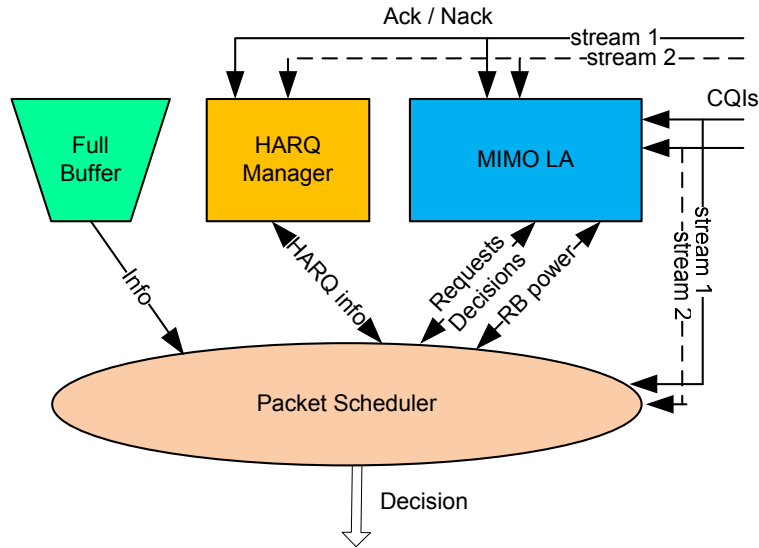 Ack / Nack
stream 1
stream 2
CQIs
Full
Buffer
HARQ
Manager
MIMO LA
stream 1
stream 2
Info
HARQ info
Requests
Decisions
RB power
Packet Scheduler
Decision